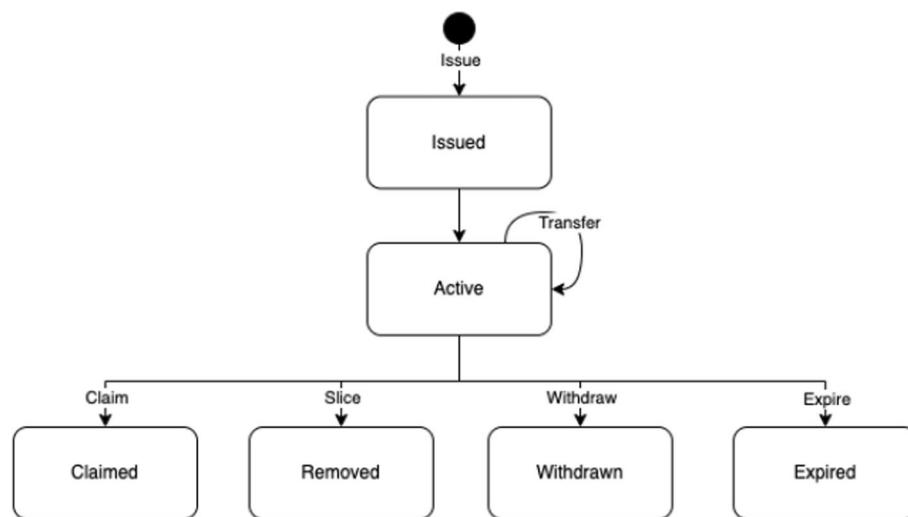 Issue
Issued
Transfer
Active
Claim Slice Withdraw Expire
Claimed Removed Withdrawn Expired